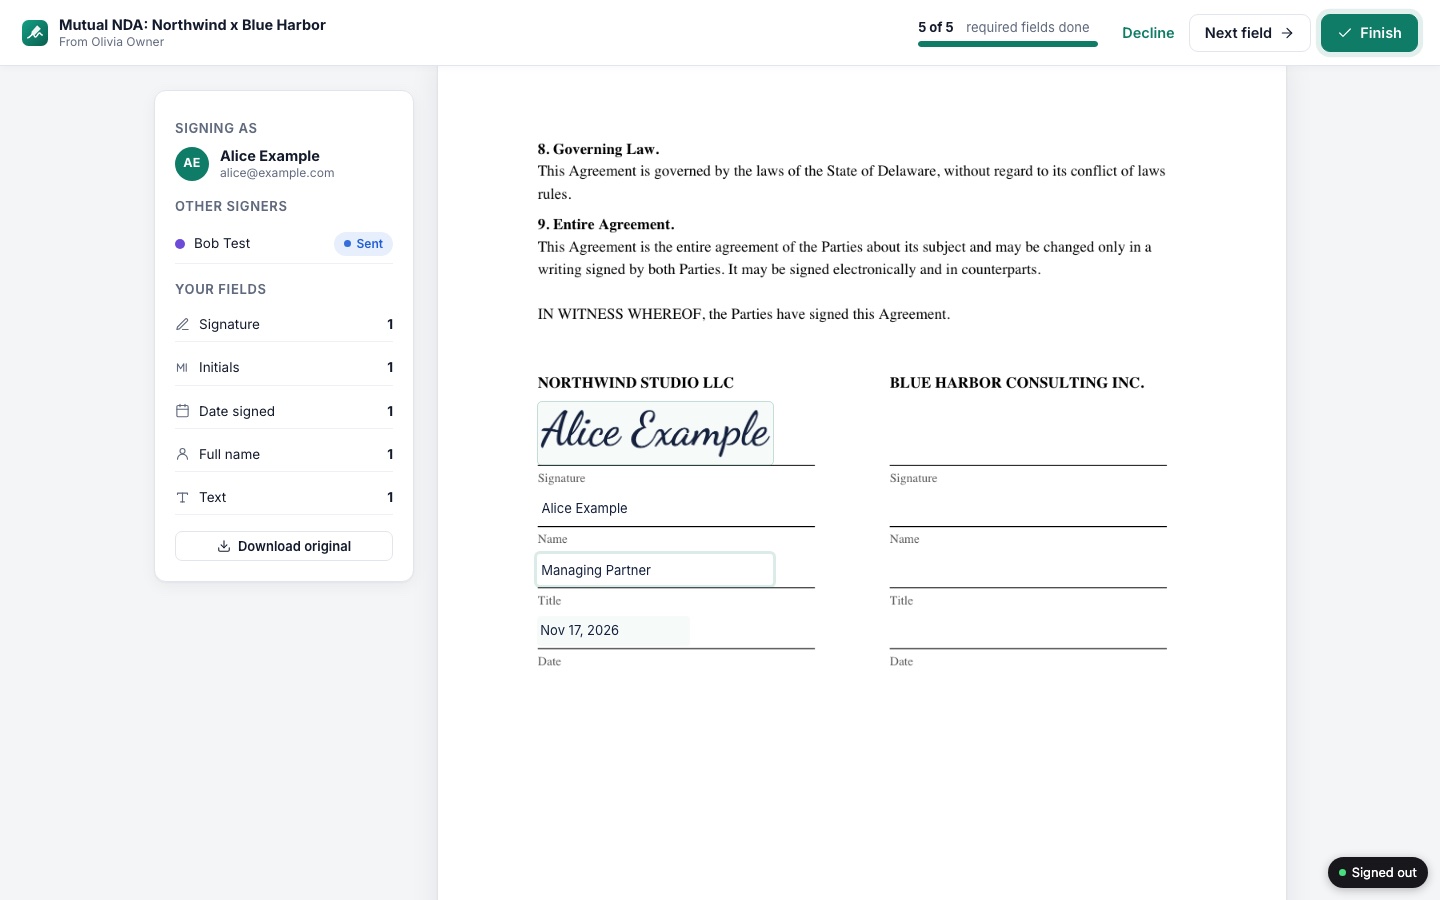 Mutual NDA: Northwind x Blue Harbor
From Olivia Owner
5 of 5 required fields done
Decline
Next field
Finish
SIGNING AS
AE
Alice Example
alice@example.com
OTHER SIGNERS
Bob Test
Sent
YOUR FIELDS
Signature 1
Initials 1
Date signed 1
Full name 1
Text 1
Download original
8. Governing Law.
This Agreement is governed by the laws of the State of Delaware, without regard to its conflict of laws
rules.
9. Entire Agreement.
This Agreement is the entire agreement of the Parties about its subject and may be changed only in a
writing signed by both Parties. It may be signed electronically and in counterparts.
IN WITNESS WHEREOF, the Parties have signed this Agreement.
NORTHWIND STUDIO LLC
Alice Example
Signature
Alice Example
Name
Managing Partner
Title
Nov 17, 2026
Date
BLUE HARBOR CONSULTING INC.
Signature
Name
Title
Date
Signed out